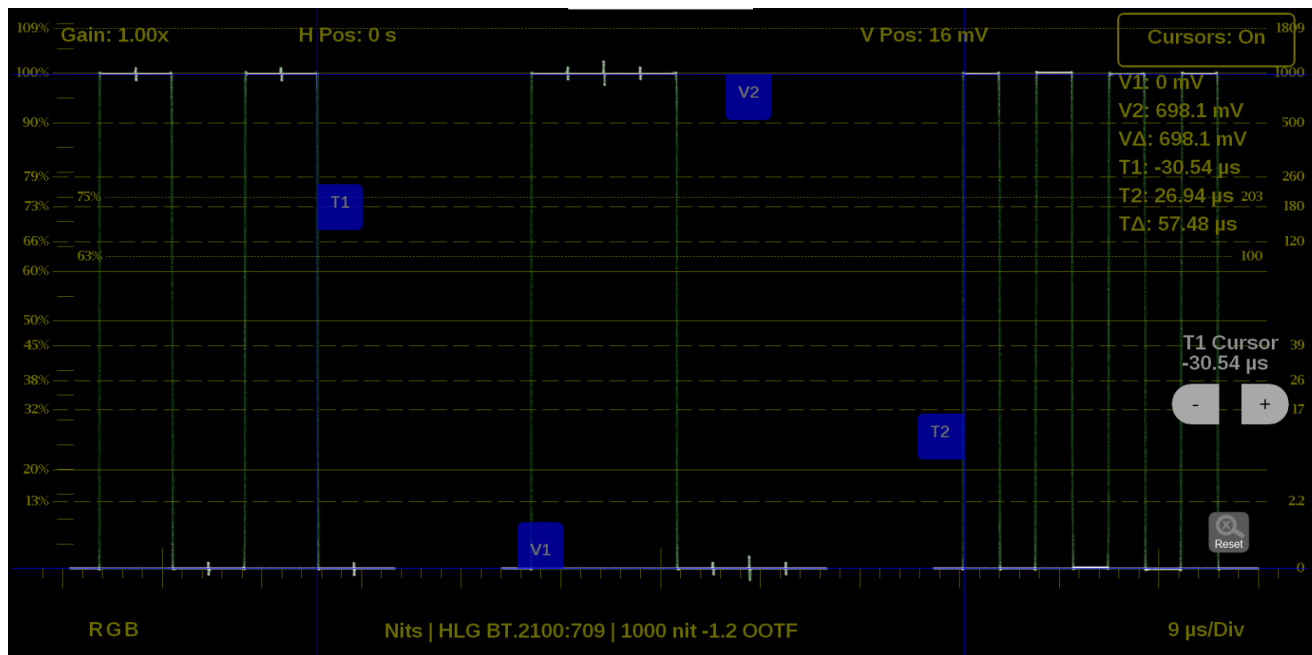 109%
Gain: 1.00x
H Pos: 0 s
V Pos: 16 mV
Cursors: On
1809
100%
1000
V1: 0 mV
V2
V2: 698.1 mV
90%
500
VΔ: 698.1 mV
T1: -30.54 µs
79%
260
75%
T2: 26.94 µs
203
T1
73%
180
TΔ: 57.48 µs
66%
120
63%
100
60%
50%
45%
T1 Cursor
39
-30.54 µs
38%
26
- +
32%
17
T2
20%
13%
2.2
Reset
V1
0
RGB
Nits | HLG BT.2100:709 | 1000 nit -1.2 OOTF
9 µs/Div